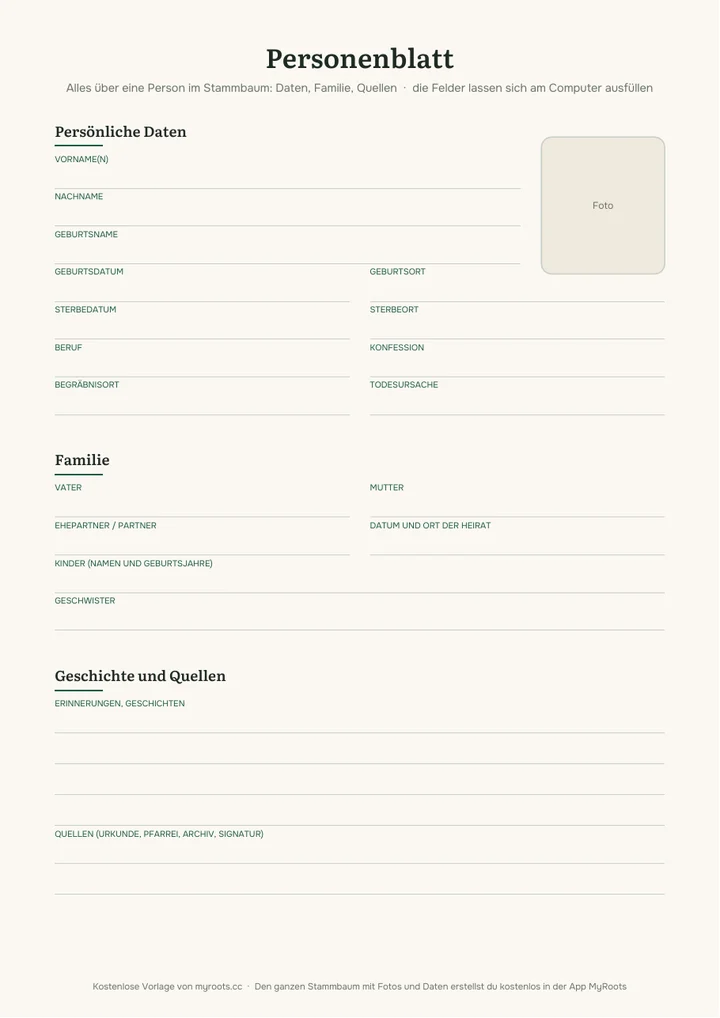 Personenblatt
Alles über eine Person im Stammbaum: Daten, Familie, Quellen · die Felder lassen sich am Computer ausfüllen
Persönliche Daten
VORNAME(N)
Foto
NACHNAME
GEBURTSNAME
GEBURTSDATUM GEBURTSORT
STERBEDATUM STERBEORT
BERUF KONFESSION
BEGRÄBNISORT TODESURSACHE
Familie
VATER MUTTER
EHEPARTNER / PARTNER DATUM UND ORT DER HEIRAT
KINDER (NAMEN UND GEBURTSJAHRE)
GESCHWISTER
Geschichte und Quellen
ERINNERUNGEN, GESCHICHTEN
QUELLEN (URKUNDE, PFARREI, ARCHIV, SIGNATUR)
Kostenlose Vorlage von myroots.cc · Den ganzen Stammbaum mit Fotos und Daten erstellst du kostenlos in der App MyRoots